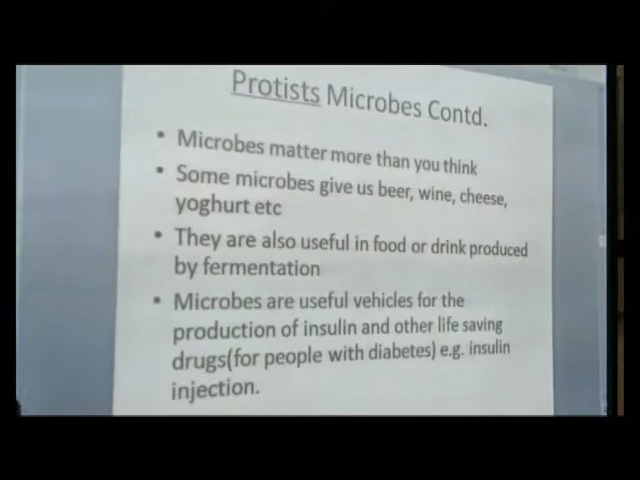 Protists Microbes Contd.
• Microbes matter more than you think
• Some microbes give us beer, wine, cheese,
yoghurt etc
• They are also useful in food or drink produced
by fermentation
• Microbes are useful vehicles for the
production of insulin and other life saving
drugs(for people with diabetes) e.g. insulin
injection.